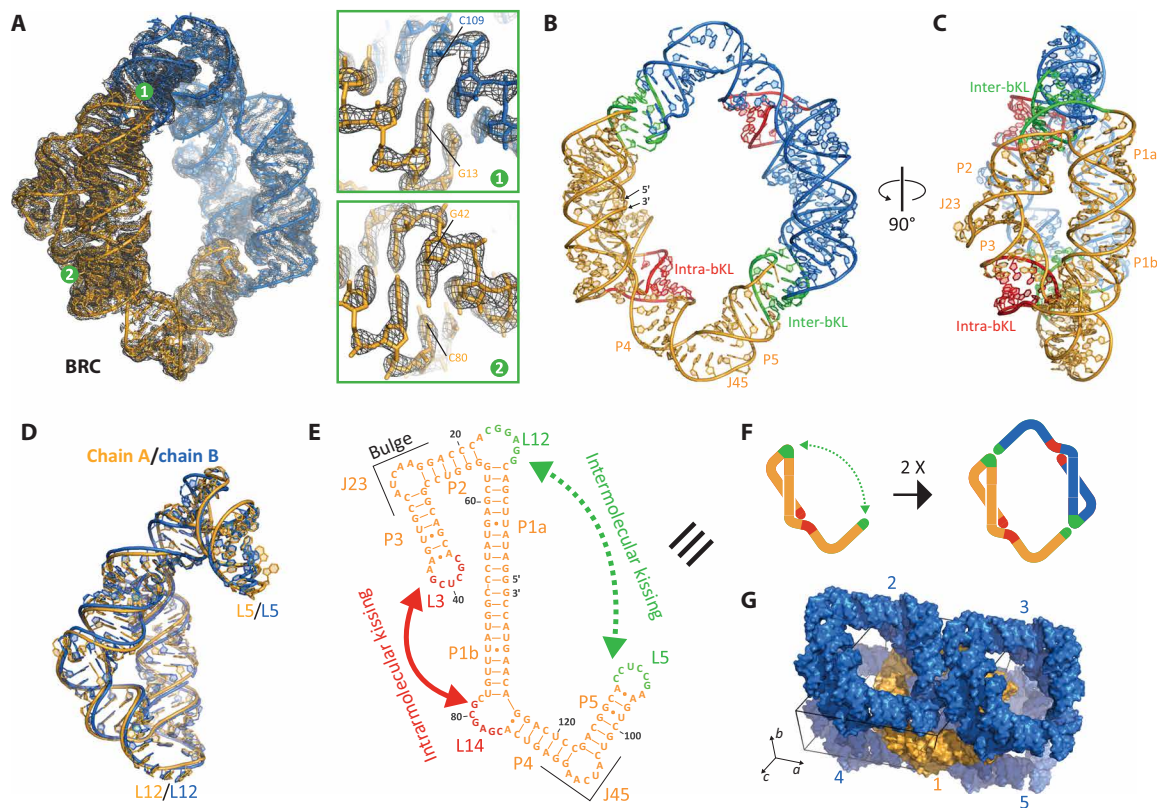 A
1
2
BRC
C109
G13
1
G42
C80
2
B
5'
3'
Intra-bKL
Inter-bKL
P4
P5
J45
90°
C
Inter-bKL
P1a
P2
J23
P3
P1b
Intra-bKL
D
Chain A/chain B
L5/L5
L12/L12
E
Bulge
J23
20
L12
P2
60
P1a
P3
L3
40
5'
3'
P1b
Intramolecular kissing
Intermolecular kissing
80
L14
P4
120
J45
P5
100
L5
F
2 X
G
2
3
4
1
5
b
c
a